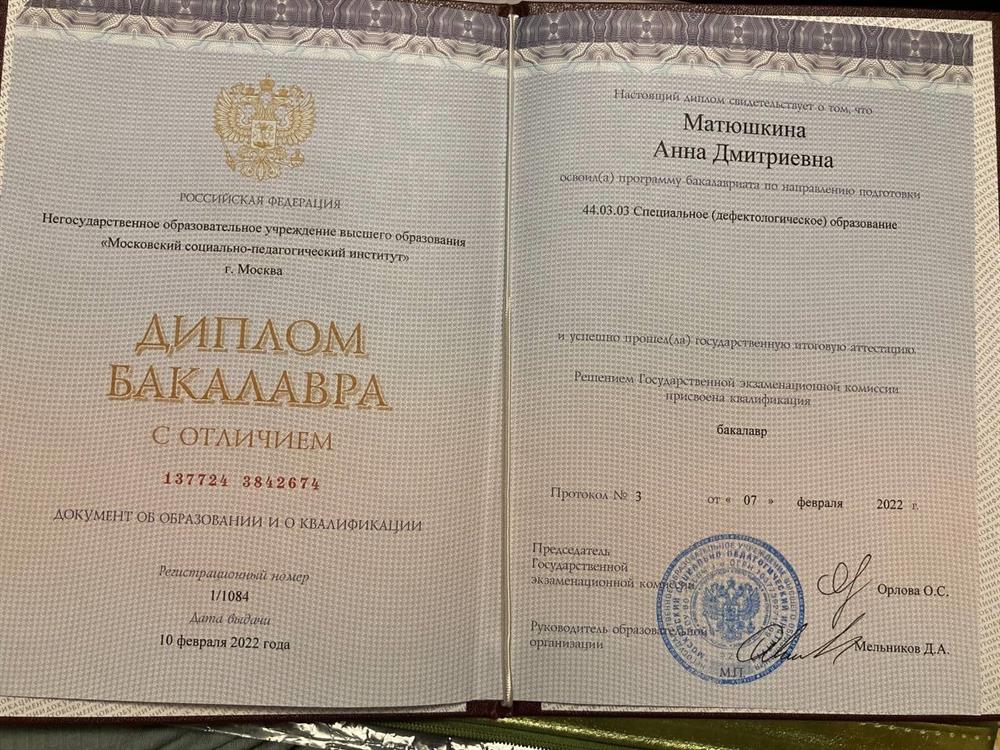 РОССИЙСКАЯ ФЕДЕРАЦИЯ
Негосударственное образовательное учреждение высшего образования
«Московский социально-педагогический институт»
г. Москва
ДИПЛОМ
БАКАЛАВРА
С ОТЛИЧИЕМ
137724 3842674
ДОКУМЕНТ ОБ ОБРАЗОВАНИИ И О КВАЛИФИКАЦИИ
Регистрационный номер
1/1084
Дата выдачи
10 февраля 2022 года
Настоящий диплом свидетельствует о том, что
Матюшкина
Анна Дмитриевна
освоил(а) программу бакалавриата по направлению подготовки
44.03.03 Специальное (дефектологическое) образование
и успешно прошел(ла) государственную итоговую аттестацию
Решением Государственной экзаменационной комиссии
присвоена квалификация
бакалавр
Протокол № 3 от « 07 » февраля 2022 г.
Председатель
Государственной
экзаменационной комиссии
Орлова О.С.
Руководитель образовательной
организации
Мельников Д.А.
М.П.